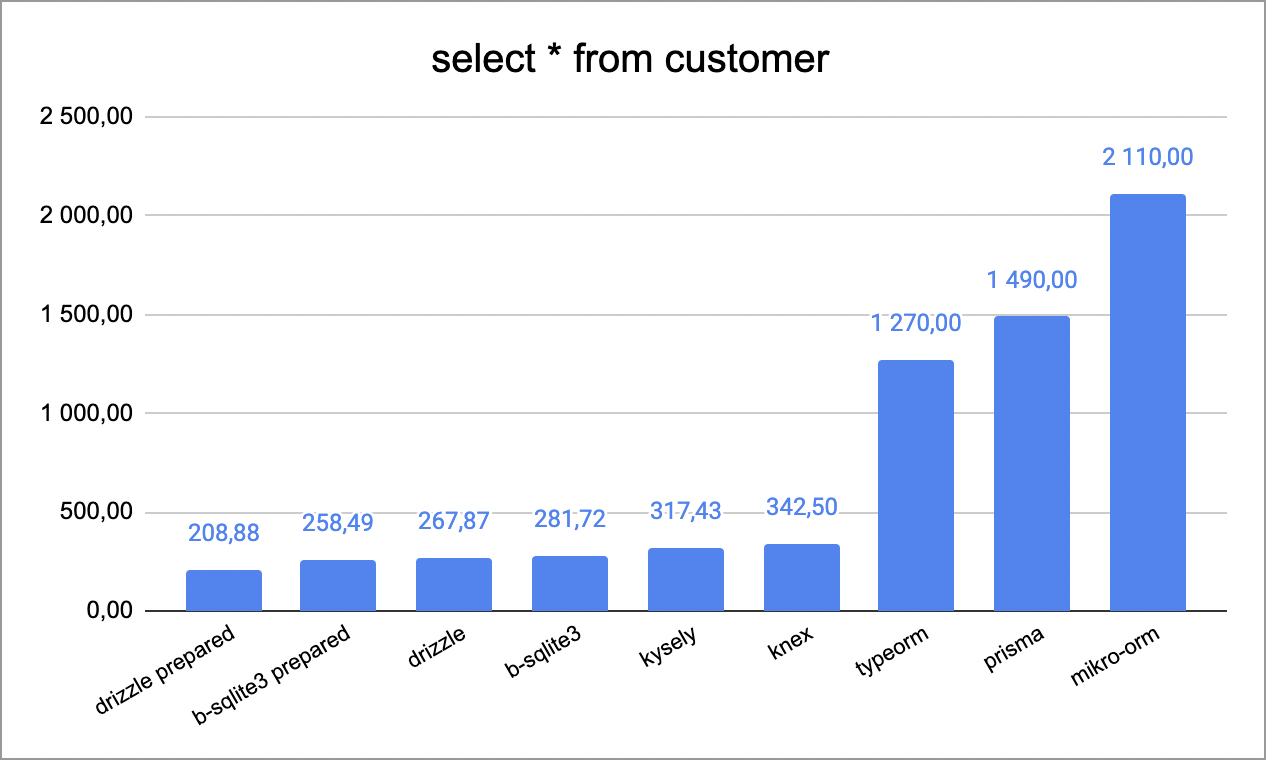 select * from customer
2 500,00
2 000,00
1 500,00
1 000,00
500,00
0,00
208,88
258,49
267,87
281,72
317,43
342,50
1 270,00
1 490,00
2 110,00
drizzle prepared
b-sqlite3 prepared
drizzle
b-sqlite3
kysely
knex
typeorm
prisma
mikro-orm